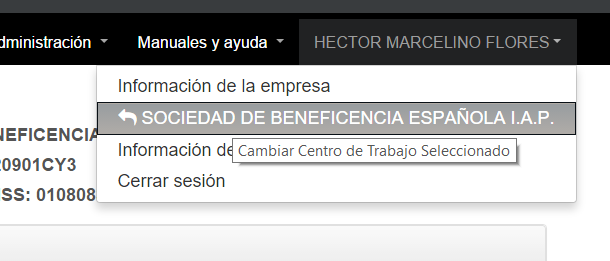 dministración Manuales y ayuda HECTOR MARCELINO FLORES
Información de la empresa
NEFICENCIA SOCIEDAD DE BENEFICENCIA ESPAÑOLA I.A.P.
20901CY3 Información de Cambiar Centro de Trabajo Seleccionado
SS: 010808 Cerrar sesión